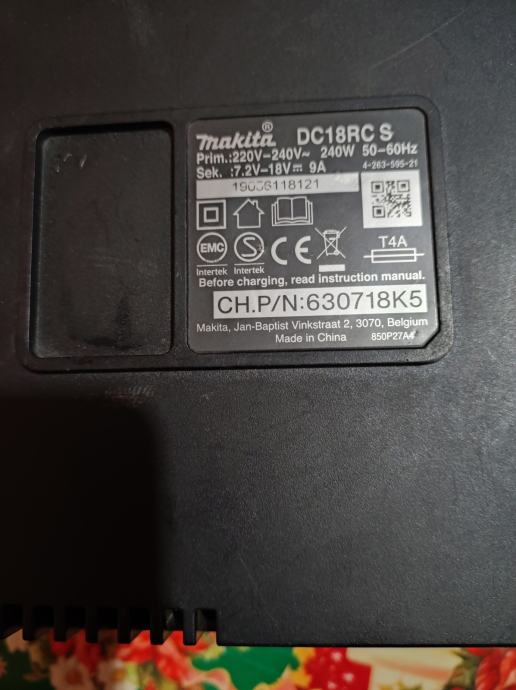 makita® DC18RC S
Prim.:220V-240V~ 240W 50-60Hz
Sek. :7.2V-18V⎓ 9A 4-263-595-21
19056118121
EMC S CE T4A
Intertek Intertek
Before charging, read instruction manual.
CH.P/N:630718K5
Makita, Jan-Baptist Vinkstraat 2, 3070, Belgium
Made in China 850P27A4